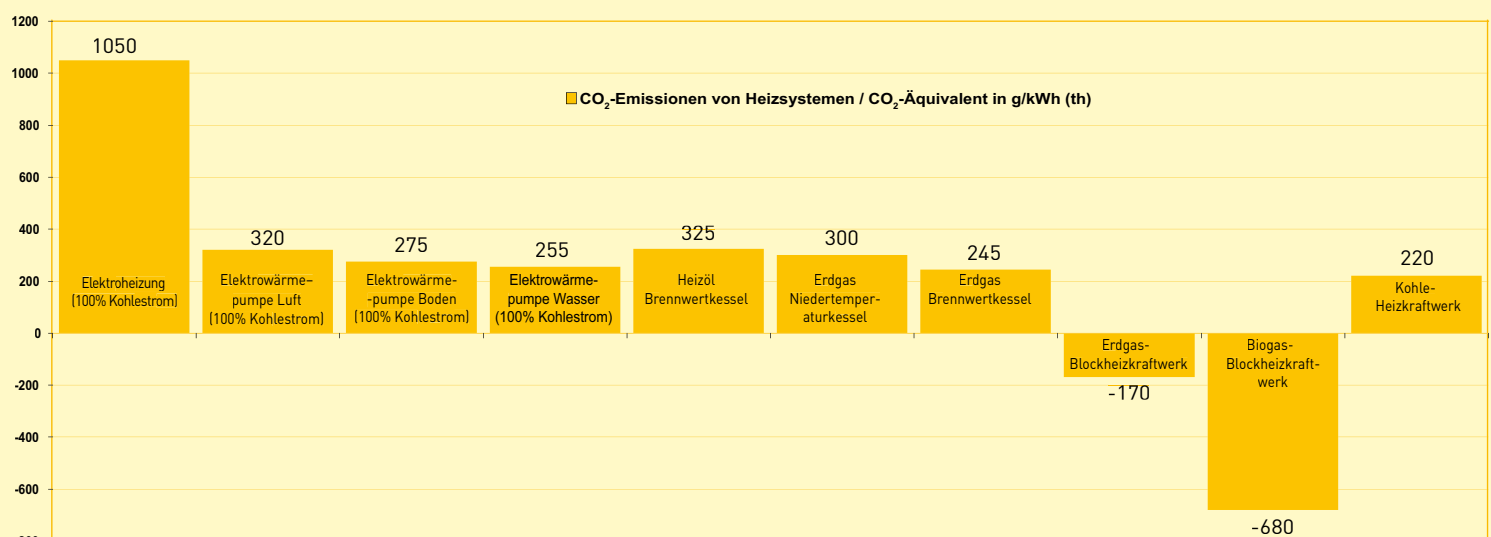 1200
1000
800
600
400
200
0
-200
-400
-600
CO₂-Emissionen von Heizsystemen / CO₂-Äquivalent in g/kWh (th)
1050
Elektroheizung
(100% Kohlestrom)
320
Elektrowärme–
pumpe Luft
(100% Kohlestrom)
275
Elektrowärme-
-pumpe Boden
(100% Kohlestrom)
255
Elektrowärme-
pumpe Wasser
(100% Kohlestrom)
325
Heizöl
Brennwertkessel
300
Erdgas
Niedertemper-
aturkessel
245
Erdgas
Brennwertkessel
Erdgas-
Blockheizkraftwerk
-170
Biogas-
Blockheizkraft-
werk
-680
220
Kohle-
Heizkraftwerk